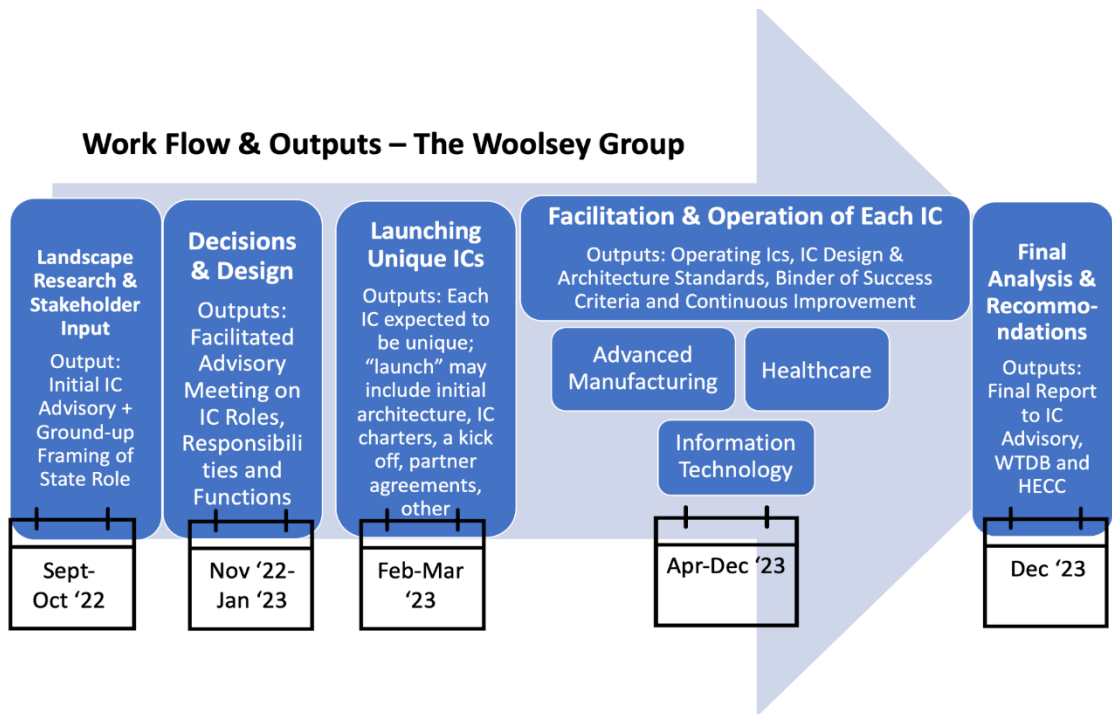 Work Flow & Outputs – The Woolsey Group
Landscape
Research &
Stakeholder
Input
Output:
Initial IC
Advisory +
Ground-up
Framing of
State Role
Sept-
Oct ‘22
Decisions
& Design
Outputs:
Facilitated
Advisory
Meeting on
IC Roles,
Responsibili
ties and
Functions
Nov ‘22-
Jan ‘23
Launching
Unique ICs
Outputs: Each
IC expected to
be unique;
“launch” may
include initial
architecture, IC
charters, a kick
off, partner
agreements,
other
Feb-Mar
‘23
Facilitation & Operation of Each IC
Outputs: Operating Ics, IC Design &
Architecture Standards, Binder of Success
Criteria and Continuous Improvement
Advanced
Manufacturing
Healthcare
Information
Technology
Apr-Dec ‘23
Final
Analysis &
Recommo-
ndations
Outputs:
Final Report
to IC
Advisory,
WTDB and
HECC
Dec ‘23